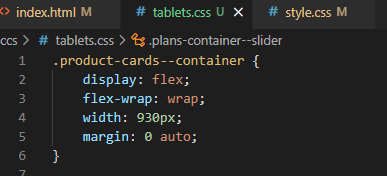 index.html # tablets.css U # style.css
ccs > # tablets.css > .plans-container--slider
1 .product-cards--container {
2 display: flex;
3 flex-wrap: wrap;
4 width: 930px;
5 margin: 0 auto;
6 }